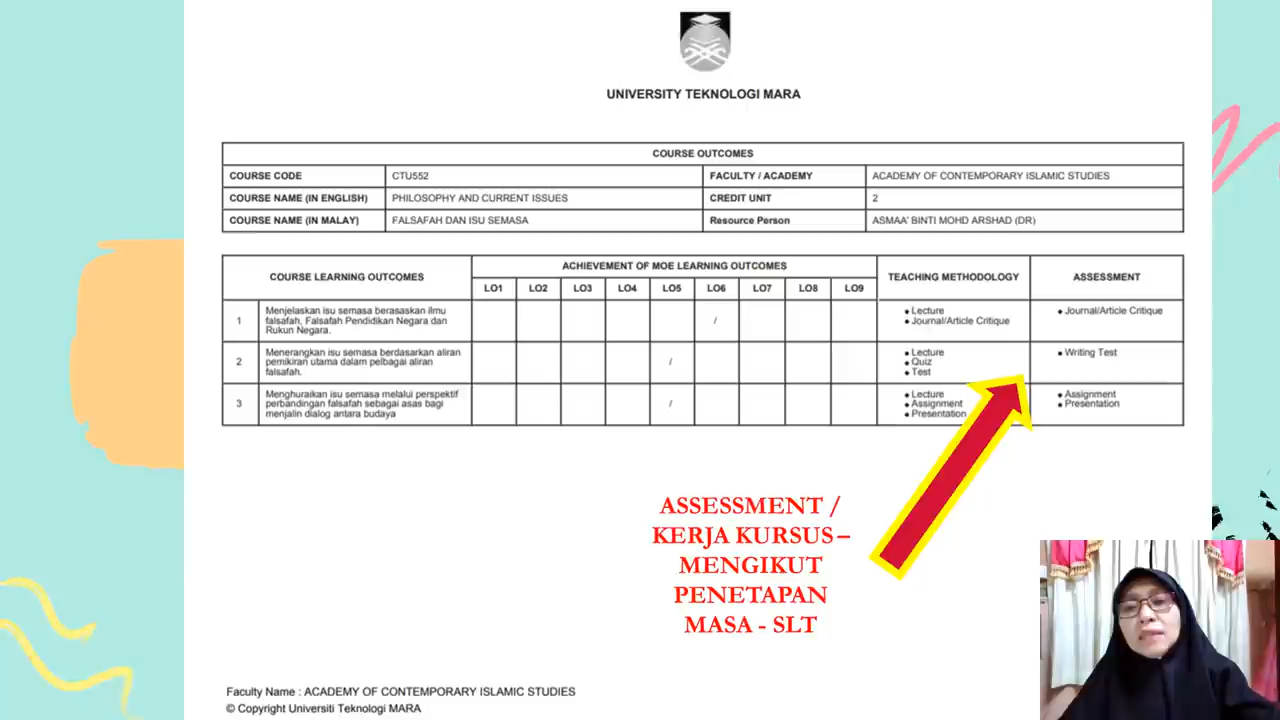 UNIVERSITY TEKNOLOGI MARA
COURSE OUTCOMES
COURSE CODE CTU552 FACULTY / ACADEMY ACADEMY OF CONTEMPORARY ISLAMIC STUDIES
COURSE NAME (IN ENGLISH) PHILOSOPHY AND CURRENT ISSUES CREDIT UNIT 2
COURSE NAME (IN MALAY) FALSAFAH DAN ISU SEMASA Resource Person ASMAA' BINTI MOHD ARSHAD (DR)
COURSE LEARNING OUTCOMES
ACHIEVEMENT OF MOE LEARNING OUTCOMES
LO1 LO2 LO3 LO4 LO5 LO6 LO7 LO8 LO9
TEACHING METHODOLOGY
ASSESSMENT
1
Menjelaskan isu semasa berasaskan ilmu
falsafah, Falsafah Pendidikan Negara dan
Rukun Negara.
/
• Lecture
• Journal/Article Critique
• Journal/Article Critique
2
Menerangkan isu semasa berdasarkan aliran
pemikiran utama dalam pelbagai aliran
falsafah.
/
• Lecture
• Quiz
• Test
• Writing Test
3
Menghuraikan isu semasa melalui perspektif
perbandingan falsafah sebagai asas bagi
menjalin dialog antara budaya
/
• Lecture
• Assignment
• Presentation
• Assignment
• Presentation
ASSESSMENT /
KERJA KURSUS –
MENGIKUT
PENETAPAN
MASA - SLT
Faculty Name : ACADEMY OF CONTEMPORARY ISLAMIC STUDIES
© Copyright Universiti Teknologi MARA